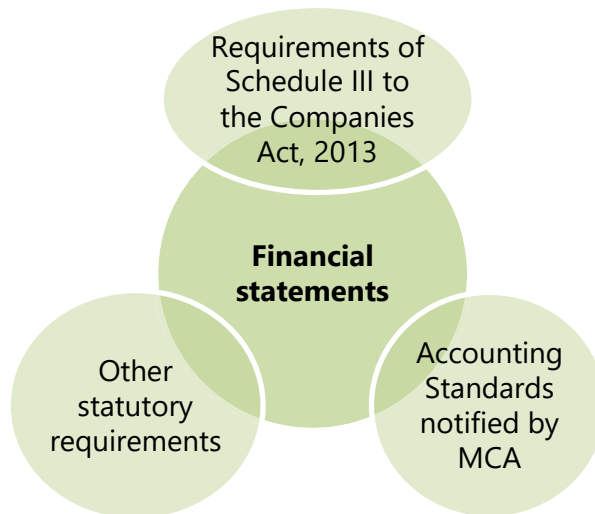 Requirements of
Schedule III to
the Companies
Act, 2013
Financial
statements
Other
statutory
requirements
Accounting
Standards
notified by
MCA